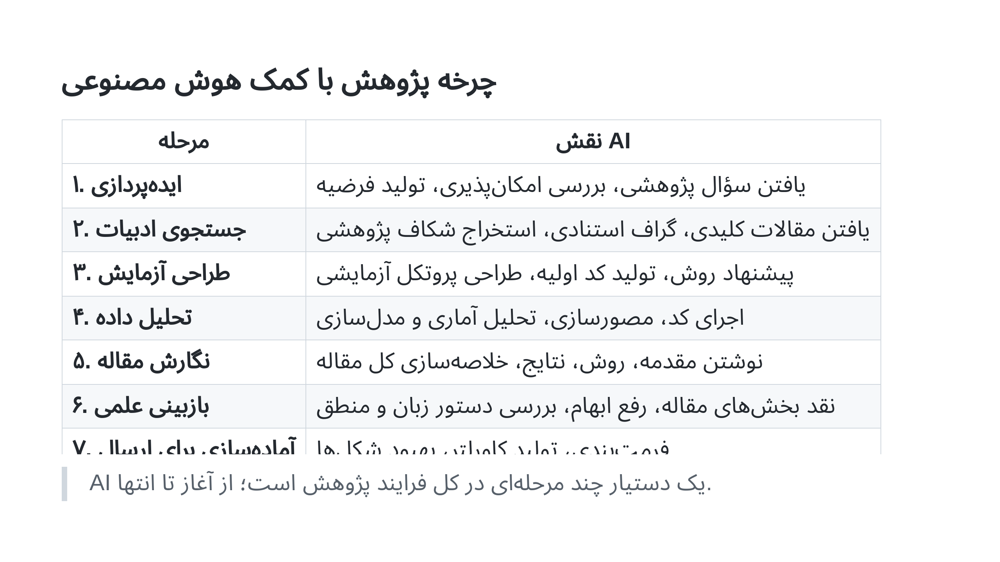 چرخه پژوهش با کمک هوش مصنوعی
مرحله	نقش AI
۱. ایده‌پردازی	یافتن سؤال پژوهشی، بررسی امکان‌پذیری، تولید فرضیه
۲. جستجوی ادبیات	یافتن مقالات کلیدی، گراف استنادی، استخراج شکاف پژوهشی
۳. طراحی آزمایش	پیشنهاد روش، تولید کد اولیه، طراحی پروتکل آزمایشی
۴. تحلیل داده	اجرای کد، مصورسازی، تحلیل آماری و مدل‌سازی
۵. نگارش مقاله	نوشتن مقدمه، روش، نتایج، خلاصه‌سازی کل مقاله
۶. بازبینی علمی	نقد بخش‌های مقاله، رفع ابهام، بررسی دستور زبان و منطق
۷. آماده‌سازی برای ارسال	فرمت‌بندی، تولید کاورلتر، بهبود شکل‌ها
AI یک دستیار چند مرحله‌ای در کل فرایند پژوهش است؛ از آغاز تا انتها.